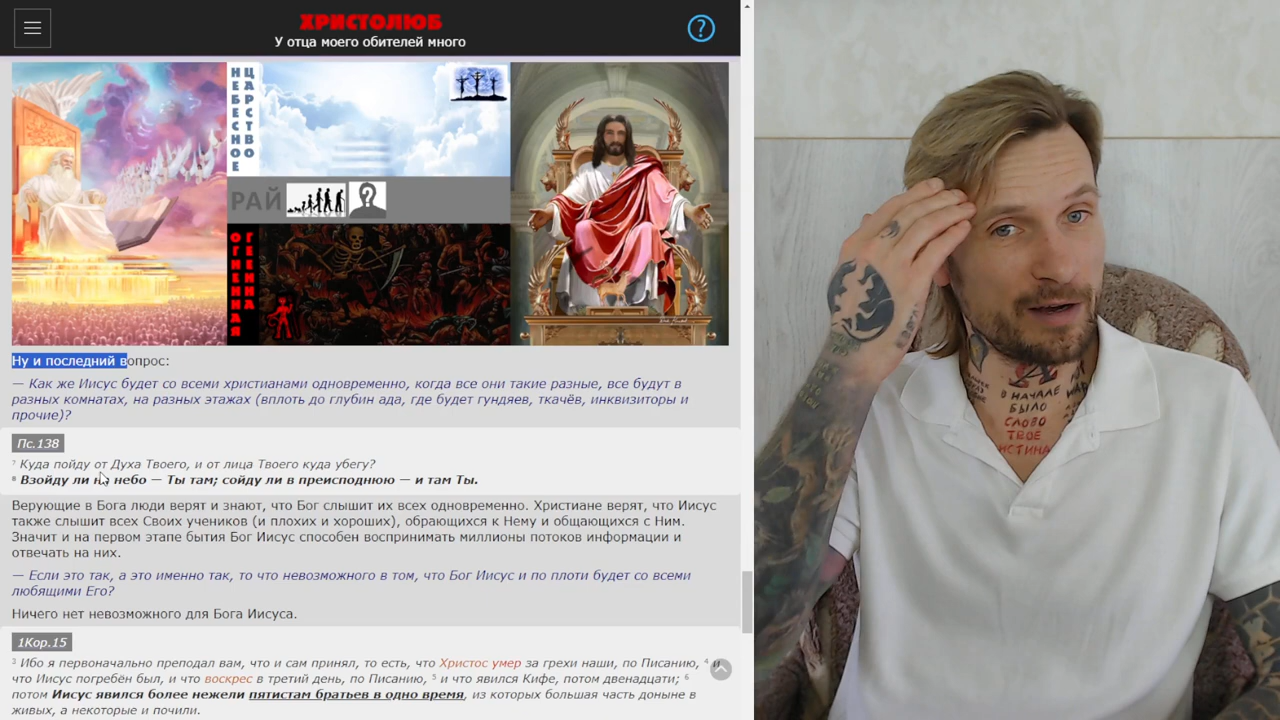 ХРИСТОЛЮБ
У отца моего обителей много
НЕБЕСНОЕ
ЦАРСТВО
РАЙ
ОГНЕННАЯ
ГЕЕННА
Ну и последний вопрос:
— Как же Иисус будет со всеми христианами одновременно, когда все они такие разные, все будут в
разных комнатах, на разных этажах (вплоть до глубин ада, где будет гундяев, ткачёв, инквизиторы и
прочие)?
Пс.138
7 Куда пойду от Духа Твоего, и от лица Твоего куда убегу?
8 Взойду ли на небо — Ты там; сойду ли в преисподнюю — и там Ты.
Верующие в Бога люди верят и знают, что Бог слышит их всех одновременно. Христиане верят, что Иисус
также слышит всех Своих учеников (и плохих и хороших), обрающихся к Нему и общающихся с Ним.
Значит и на первом этапе бытия Бог Иисус способен воспринимать миллионы потоков информации и
отвечать на них.
— Если это так, а это именно так, то что невозможного в том, что Бог Иисус и по плоти будет со всеми
любящими Его?
Ничего нет невозможного для Бога Иисуса.
1Кор.15
3 Ибо я первоначально преподал вам, что и сам принял, то есть, что Христос умер за грехи наши, по Писанию, 4 и
что Иисус погребён был, и что воскрес в третий день, по Писанию, 5 и что явился Кифе, потом двенадцати; 6
потом Иисус явился более нежели пятистам братьев в одно время, из которых большая часть доныне в
живых, а некоторые и почили.
В НАЧАЛЕ
БЫЛО
СЛОВО
ТВОЕ
ИСТИНА